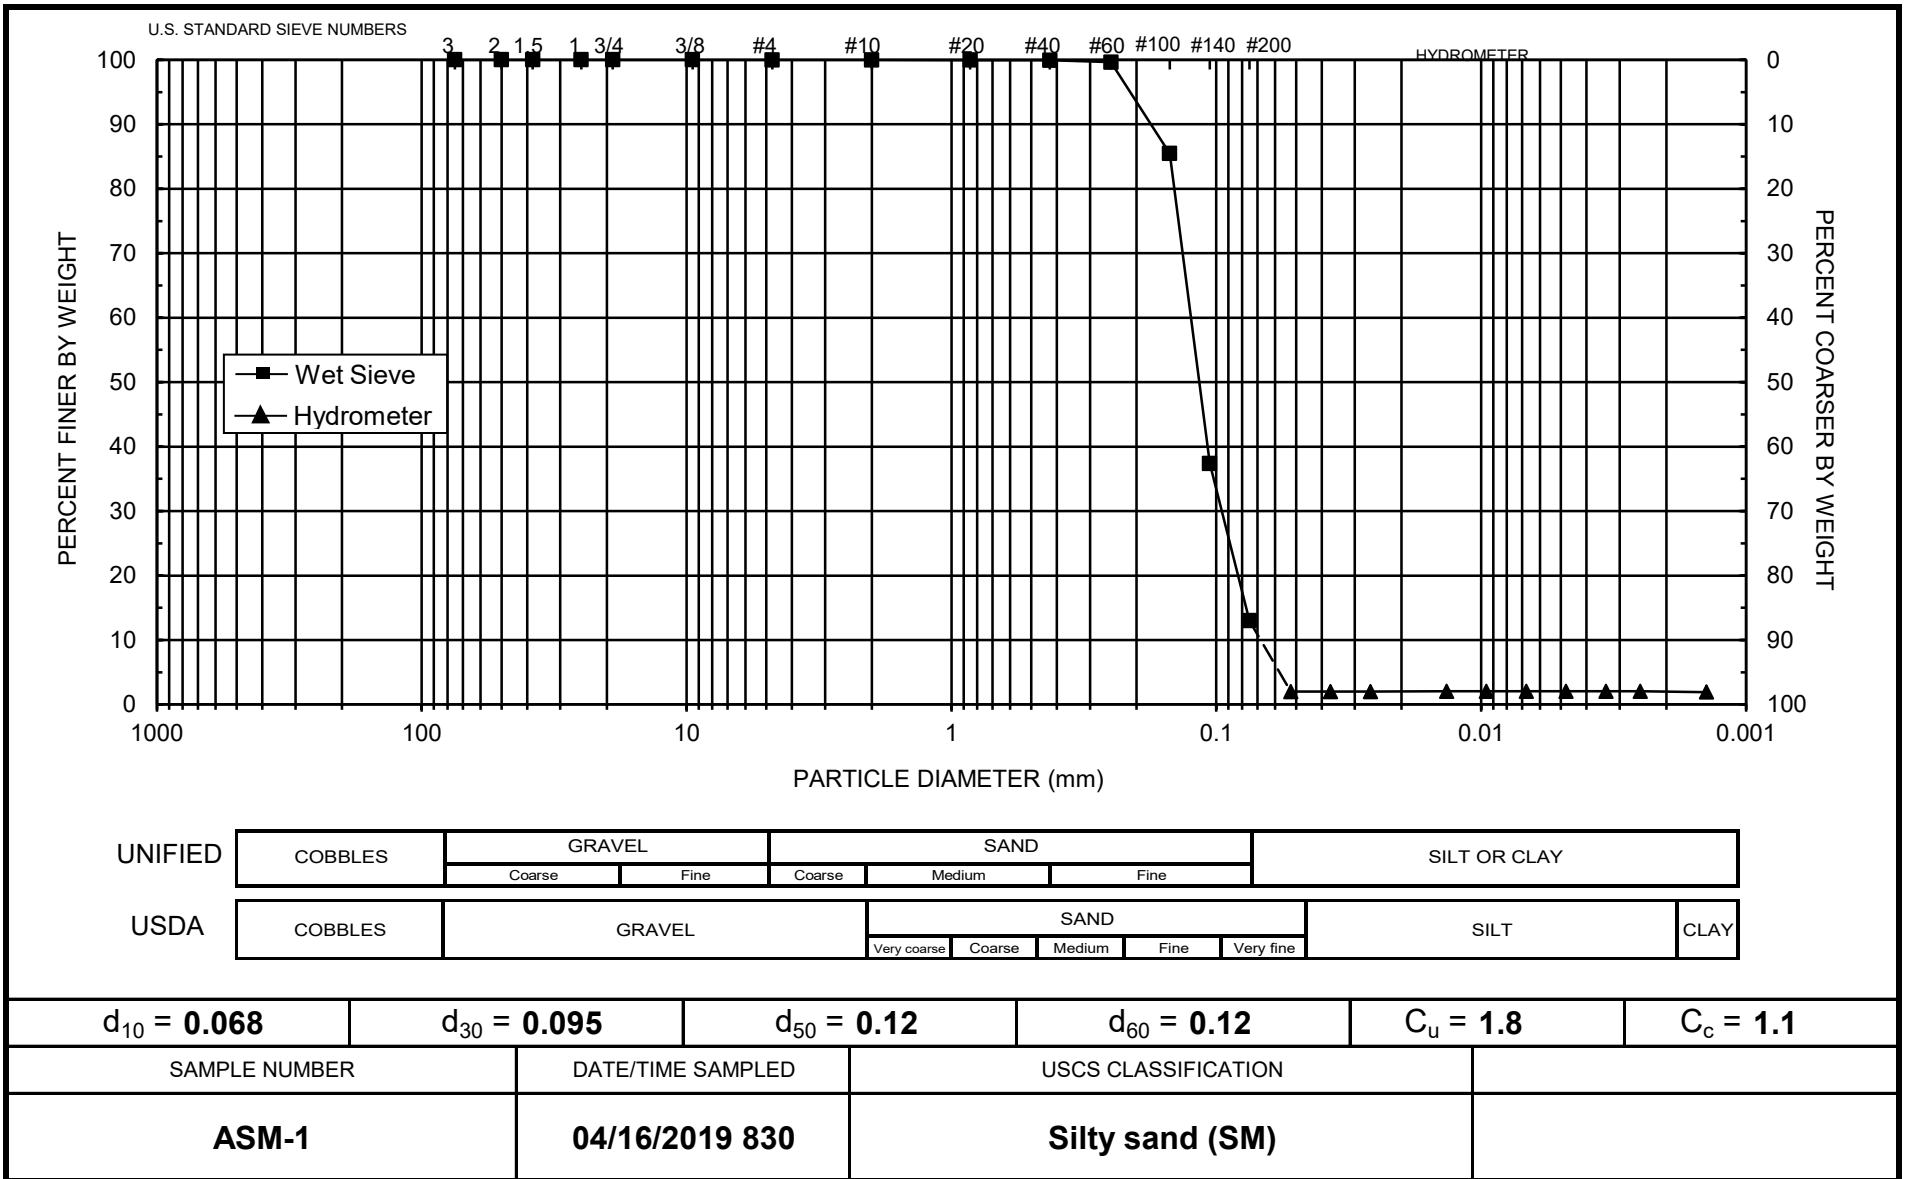 U.S. STANDARD SIEVE NUMBERS
3 2 1.5 1 3/4 3/8 #4 #10 #20 #40 #60 #100 #140 #200
HYDROMETER
100 0
90 10
80 20
70 30
60 40
50 50
40 60
30 70
20 80
10 90
0 100
PERCENT FINER BY WEIGHT
PERCENT COARSER BY WEIGHT
Wet Sieve
Hydrometer
1000 100 10 1 0.1 0.01 0.001
PARTICLE DIAMETER (mm)
UNIFIED
COBBLES GRAVEL SAND SILT OR CLAY
Coarse Fine Coarse Medium Fine
USDA
COBBLES GRAVEL SAND SILT CLAY
Very coarse Coarse Medium Fine Very fine
d10 = 0.068 d30 = 0.095 d50 = 0.12 d60 = 0.12 Cu = 1.8 Cc = 1.1
SAMPLE NUMBER DATE/TIME SAMPLED USCS CLASSIFICATION
ASM-1 04/16/2019 830 Silty sand (SM)